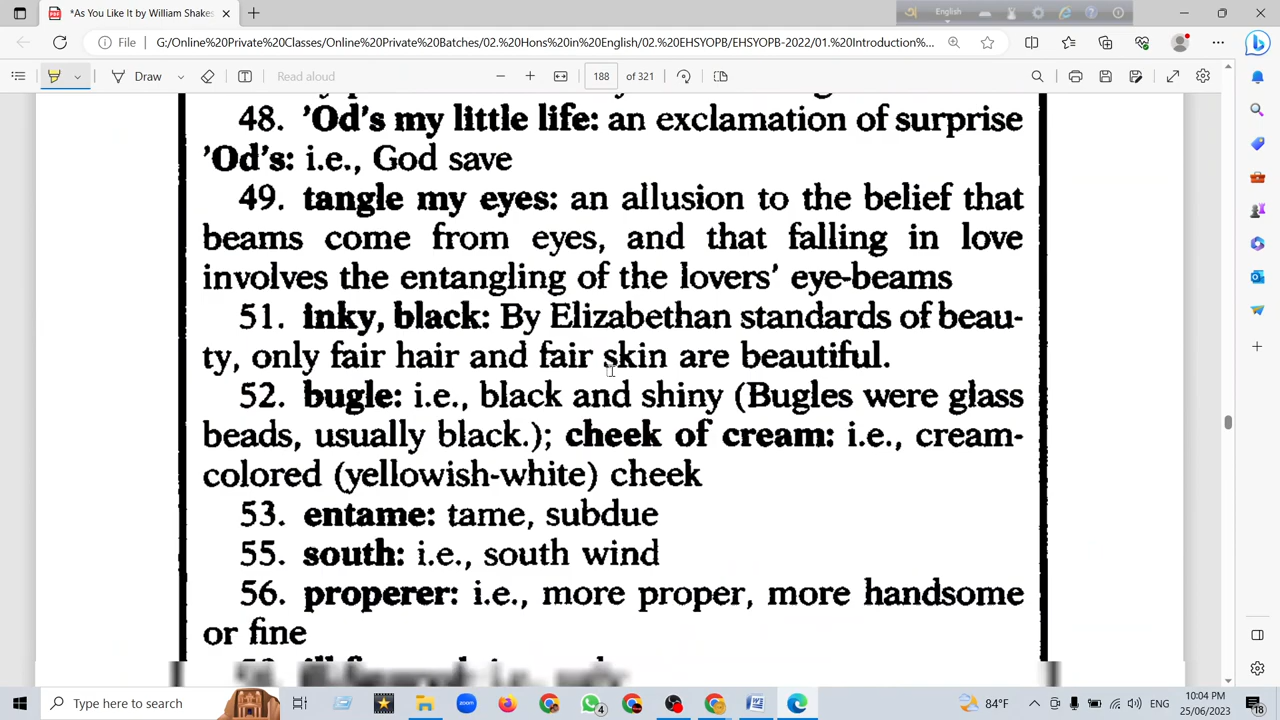 *As You Like It by William Shakes
English
File
G:/Online%20Private%20Classes/Online%20Private%20Batches/02.%20Hons%20in%20English/02.%20EHSYOPB/EHSYOPB-2022/01.%20Introduction%...
Draw
Read aloud
188
of 321
48. 'Od's my little life: an exclamation of surprise
'Od's: i.e., God save
49. tangle my eyes: an allusion to the belief that
beams come from eyes, and that falling in love
involves the entangling of the lovers' eye-beams
51. inky, black: By Elizabethan standards of beau-
ty, only fair hair and fair skin are beautiful.
52. bugle: i.e., black and shiny (Bugles were glass
beads, usually black.); cheek of cream: i.e., cream-
colored (yellowish-white) cheek
53. entame: tame, subdue
55. south: i.e., south wind
56. properer: i.e., more proper, more handsome
or fine
Type here to search
4
84°F
10:04 PM
25/06/2023
18